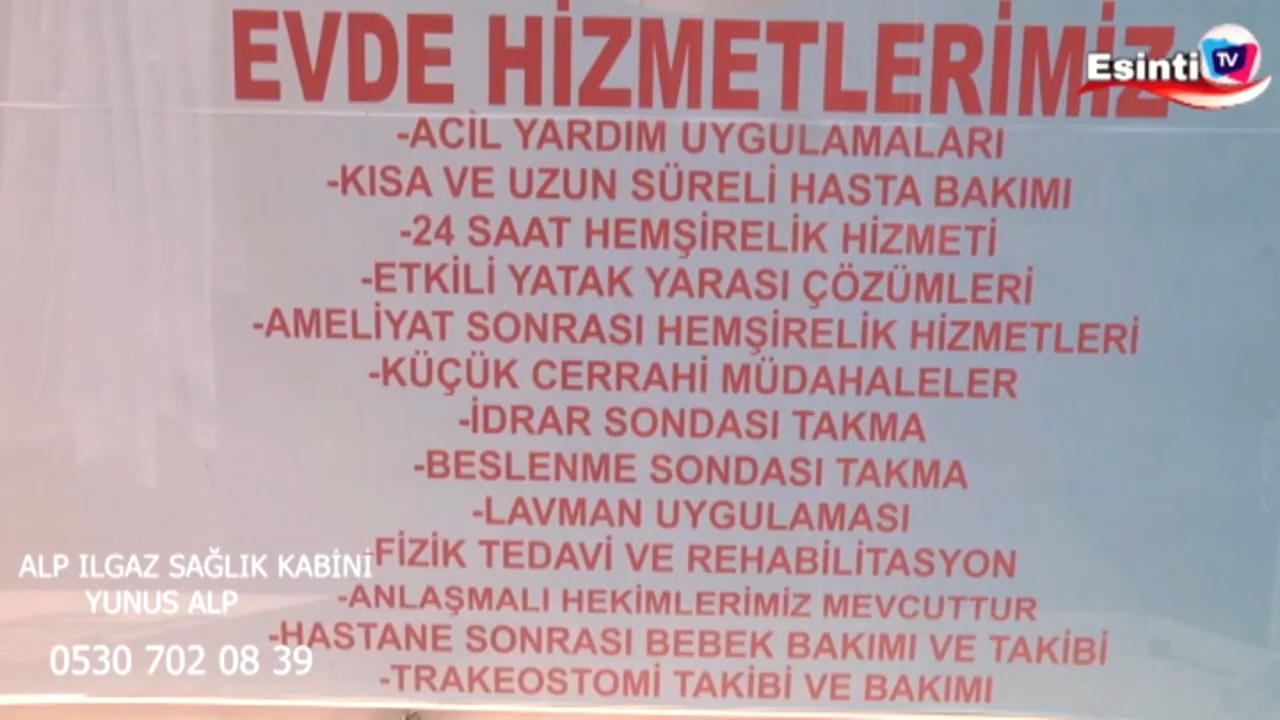 EVDE HİZMETLERİMİZ
Esinti TV
-ACİL YARDIM UYGULAMALARI
-KISA VE UZUN SÜRELİ HASTA BAKIMI
-24 SAAT HEMŞİRELİK HİZMETİ
-ETKİLİ YATAK YARASI ÇÖZÜMLERİ
-AMELİYAT SONRASI HEMŞİRELİK HİZMETLERİ
-KÜÇÜK CERRAHİ MÜDAHALELER
-İDRAR SONDASI TAKMA
-BESLENME SONDASI TAKMA
-LAVMAN UYGULAMASI
-FİZİK TEDAVİ VE REHABİLİTASYON
-ANLAŞMALI HEKİMLERİMİZ MEVCUTTUR
-HASTANE SONRASI BEBEK BAKIMI VE TAKİBİ
-TRAKEOSTOMİ TAKİBİ VE BAKIMI
ALP ILGAZ SAĞLIK KABİNİ
YUNUS ALP
0530 702 08 39